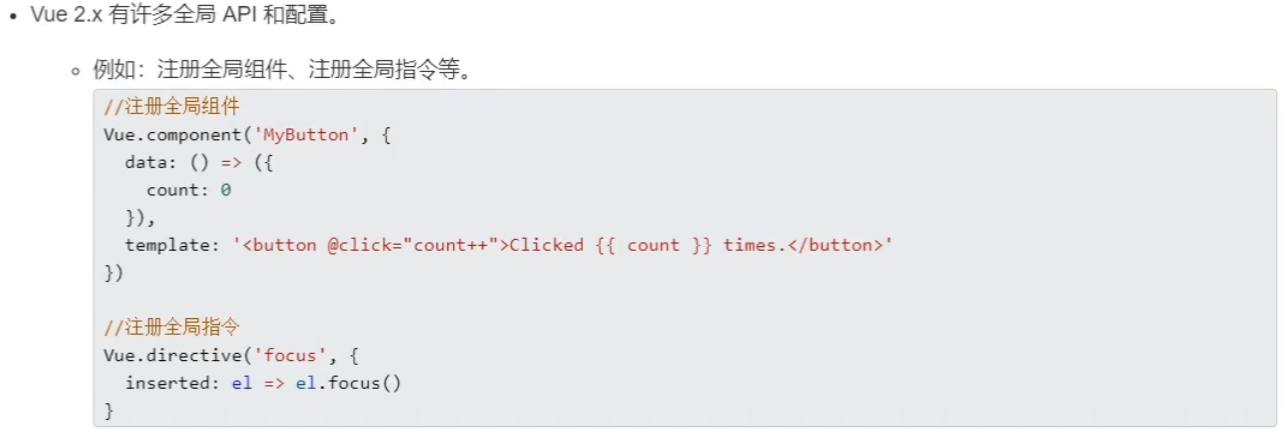 Vue 2.x 有许多全局 API 和配置。
例如：注册全局组件、注册全局指令等。
//注册全局组件
Vue.component('MyButton', {
  data: () => ({
    count: 0
  }),
  template: '<button @click="count++">Clicked {{ count }} times.</button>'
})

//注册全局指令
Vue.directive('focus', {
  inserted: el => el.focus()
}